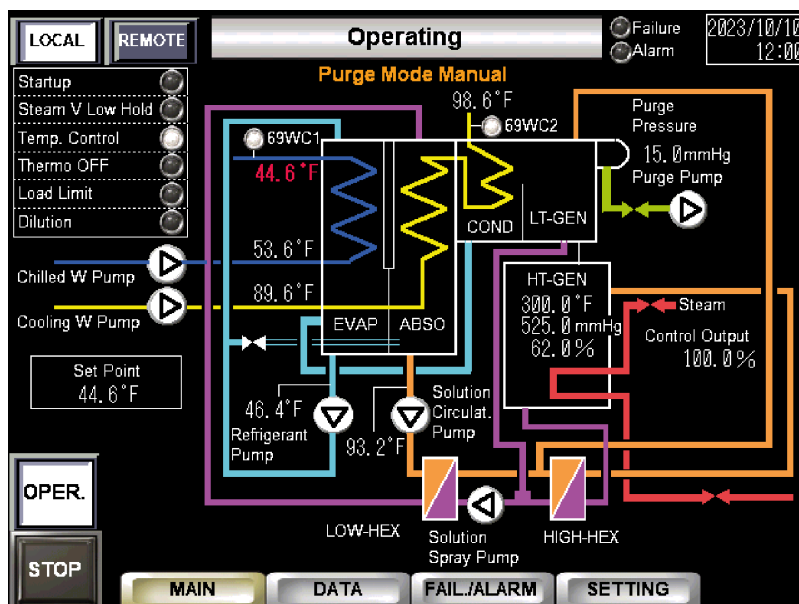 LOCAL
REMOTE
Operating
Failure
Alarm
2023/10/10
12:00
Purge Mode Manual
Startup
Steam V Low Hold
Temp. Control
Thermo OFF
Load Limit
Dilution
98.6°F
69WC1
69WC2
44.6°F
Purge
Pressure
15.0mmHg
Purge Pump
COND
LT-GEN
53.6°F
Chilled W Pump
89.6°F
Cooling W Pump
EVAP
ABSO
HT-GEN
300.0°F
525.0mmHg
62.0%
Steam
Control Output
100.0%
Set Point
44.6°F
46.4°F
Refrigerant
Pump
93.2°F
Solution
Circulat.
Pump
OPER.
STOP
LOW-HEX
Solution
Spray Pump
HIGH-HEX
MAIN
DATA
FAIL./ALARM
SETTING